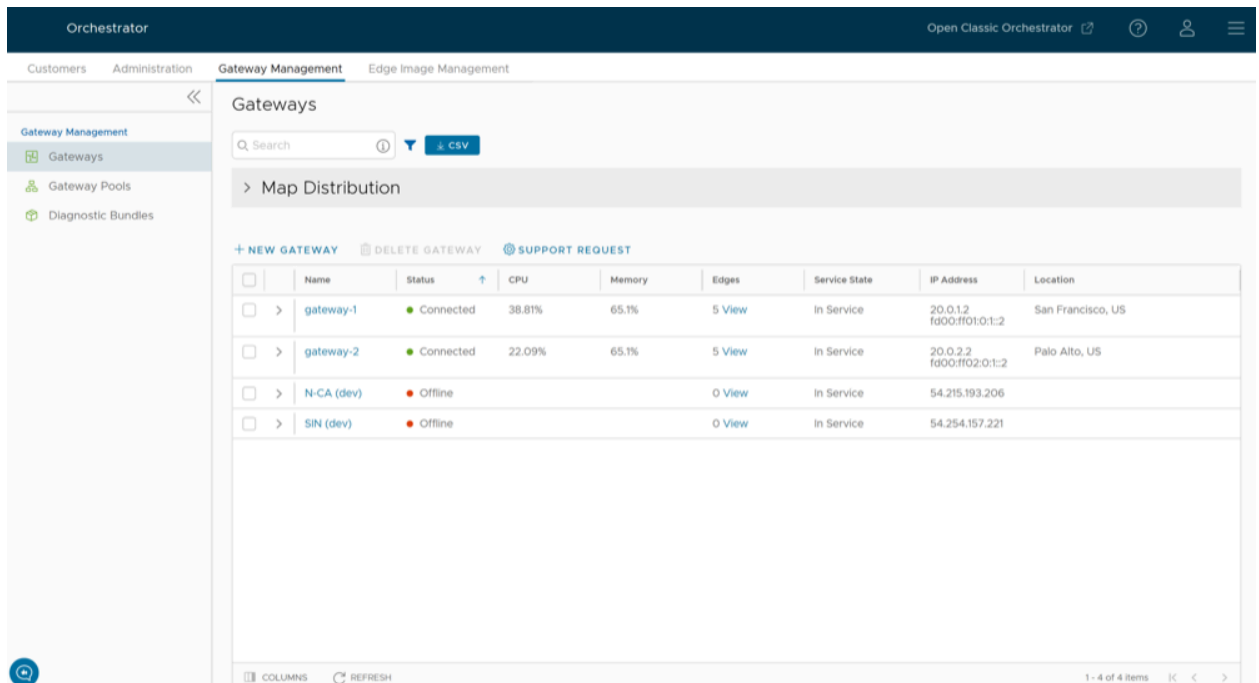 Orchestrator
Open Classic Orchestrator
Customers Administration Gateway Management Edge Image Management
Gateways
Gateway Management
Gateways
Gateway Pools
Diagnostic Bundles
Search
CSV
Map Distribution
NEW GATEWAY DELETE GATEWAY SUPPORT REQUEST
Name Status CPU Memory Edges Service State IP Address Location
gateway-1 Connected 38.81% 65.1% 5 View In Service 20.0.1.2 San Francisco, US
fd00:ff01:0:1::2
gateway-2 Connected 22.09% 65.1% 5 View In Service 20.0.2.2 Palo Alto, US
fd00:ff02:0:1::2
N-CA (dev) Offline 0 View In Service 54.215.193.206
SIN (dev) Offline 0 View In Service 54.254.157.221
COLUMNS REFRESH 1 - 4 of 4 items